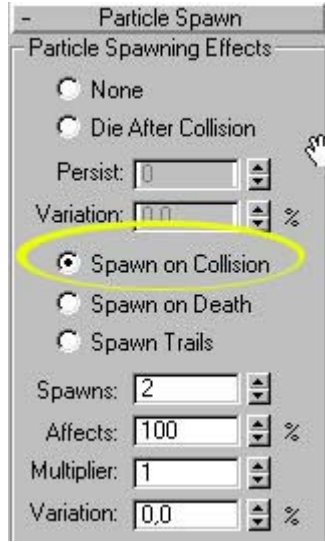 - Particle Spawn
Particle Spawning Effects
None
Die After Collision
Persist: 0
Variation: 0,0 %
Spawn on Collision
Spawn on Death
Spawn Trails
Spawns: 2
Affects: 100 %
Multiplier: 1
Variation: 0,0 %